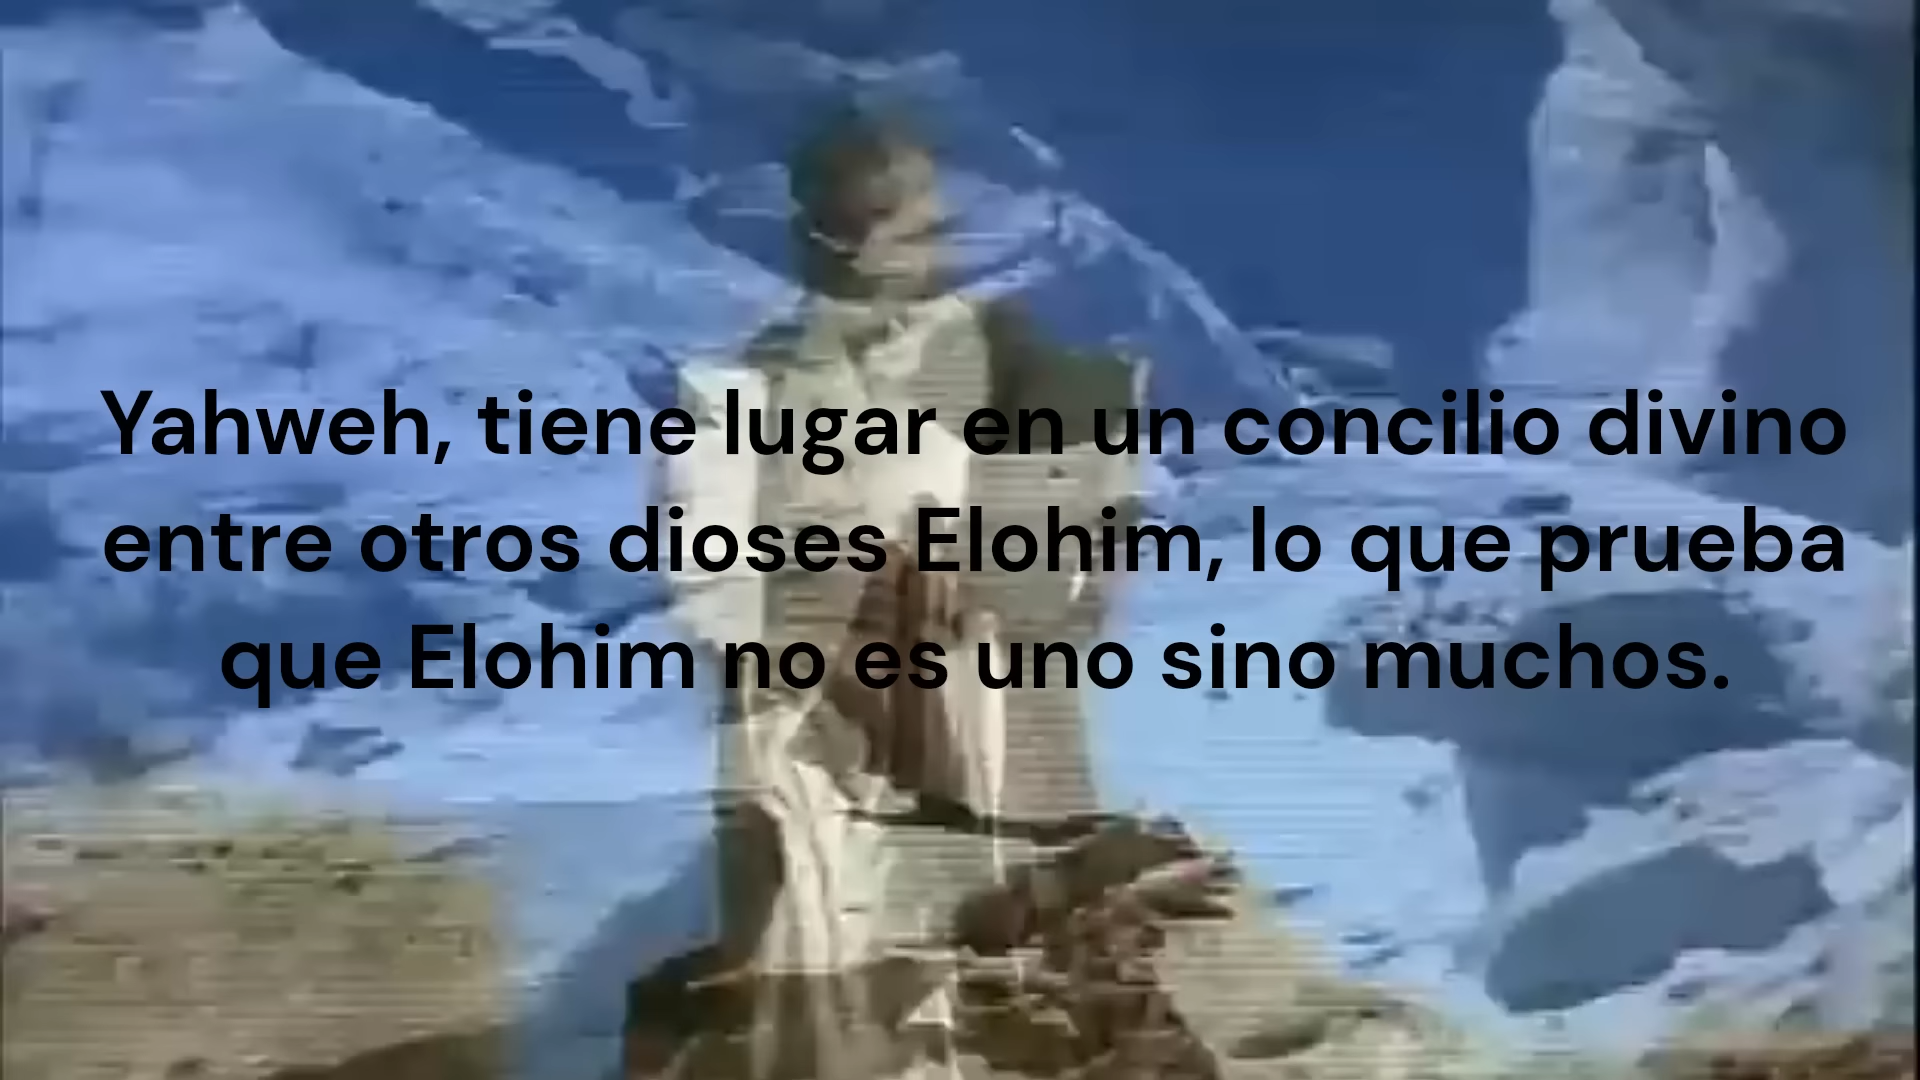 Yahweh, tiene lugar en un concilio divino
entre otros dioses Elohim, lo que prueba
que Elohim no es uno sino muchos.